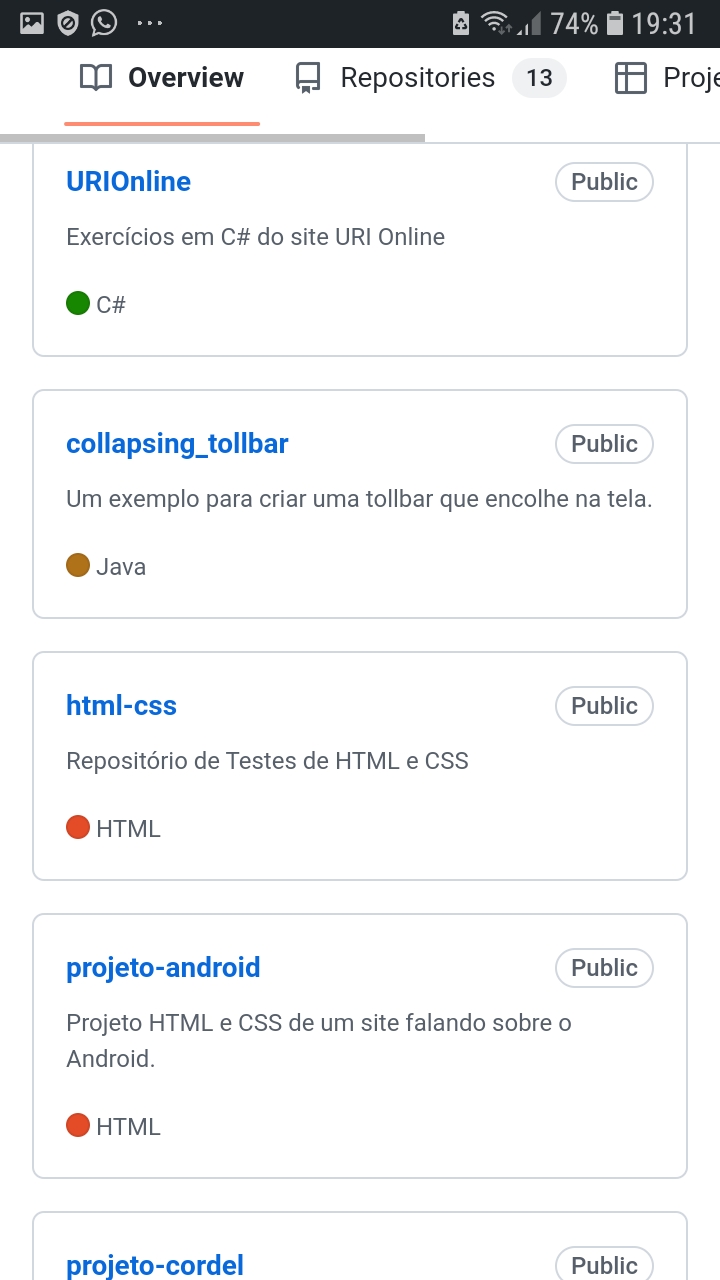 74% 19:31
Overview Repositories 13 Proje
URIOnline Public
Exercícios em C# do site URI Online
C#
collapsing_tollbar Public
Um exemplo para criar uma tollbar que encolhe na tela.
Java
html-css Public
Repositório de Testes de HTML e CSS
HTML
projeto-android Public
Projeto HTML e CSS de um site falando sobre o
Android.
HTML
projeto-cordel Public